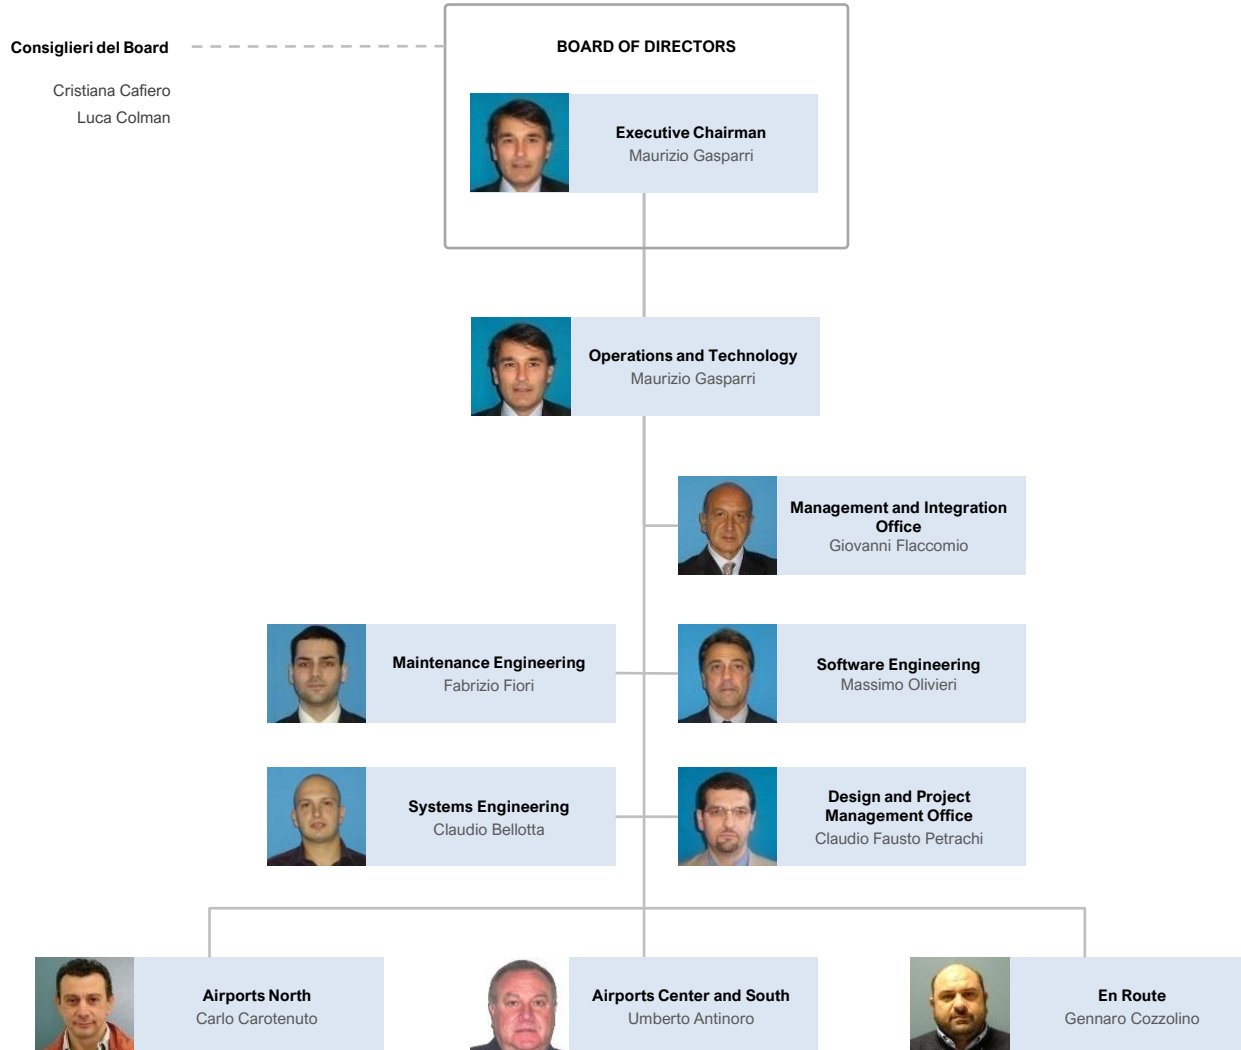 Consiglieri del Board
Cristiana Cafiero
Luca Colman
BOARD OF DIRECTORS
Executive Chairman
Maurizio Gasparri
Operations and Technology
Maurizio Gasparri
Management and Integration
Office
Giovanni Flaccomio
Maintenance Engineering
Fabrizio Fiori
Software Engineering
Massimo Olivieri
Systems Engineering
Claudio Bellotta
Design and Project
Management Office
Claudio Fausto Petrachi
Airports North
Carlo Carotenuto
Airports Center and South
Umberto Antinoro
En Route
Gennaro Cozzolino